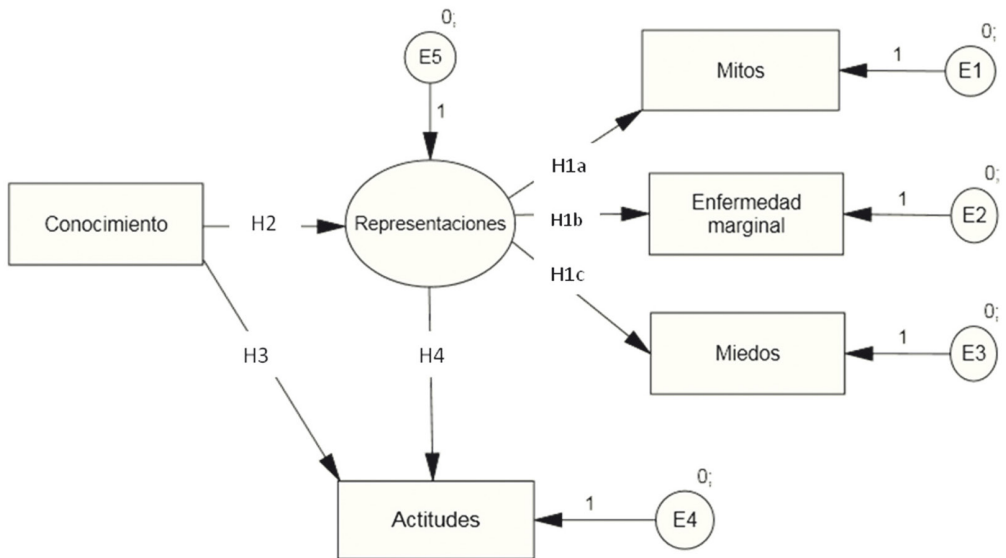 0;
E5
1
Mitos
1
0;
E1
H1a
Conocimiento
H2
Representaciones
H1b
Enfermedad
marginal
1
0;
E2
H1c
H3
H4
Miedos
1
0;
E3
Actitudes
1
0;
E4